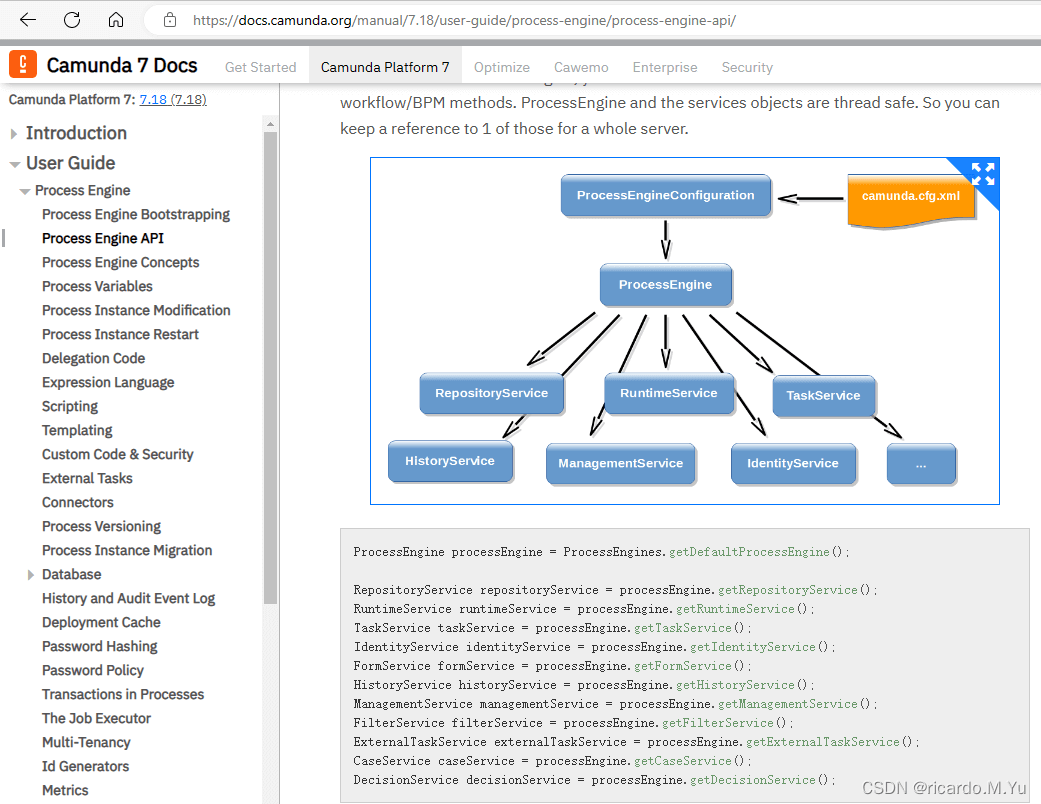 https://docs.camunda.org/manual/7.18/user-guide/process-engine/process-engine-api/
Camunda 7 Docs
Get Started
Camunda Platform 7
Optimize
Cawemo
Enterprise
Security
Camunda Platform 7: 7.18 (7.18)
Introduction
User Guide
Process Engine
Process Engine Bootstrapping
Process Engine API
Process Engine Concepts
Process Variables
Process Instance Modification
Process Instance Restart
Delegation Code
Expression Language
Scripting
Templating
Custom Code & Security
External Tasks
Connectors
Process Versioning
Process Instance Migration
Database
History and Audit Event Log
Deployment Cache
Password Hashing
Password Policy
Transactions in Processes
The Job Executor
Multi-Tenancy
Id Generators
Metrics
workflow/BPM methods. ProcessEngine and the services objects are thread safe. So you can
keep a reference to 1 of those for a whole server.
ProcessEngineConfiguration
camunda.cfg.xml
ProcessEngine
RepositoryService
RuntimeService
TaskService
HistoryService
ManagementService
IdentityService
...
ProcessEngine processEngine = ProcessEngines.getDefaultProcessEngine();
RepositoryService repositoryService = processEngine.getRepositoryService();
RuntimeService runtimeService = processEngine.getRuntimeService();
TaskService taskService = processEngine.getTaskService();
IdentityService identityService = processEngine.getIdentityService();
FormService formService = processEngine.getFormService();
HistoryService historyService = processEngine.getHistoryService();
ManagementService managementService = processEngine.getManagementService();
FilterService filterService = processEngine.getFilterService();
ExternalTaskService externalTaskService = processEngine.getExternalTaskService();
CaseService caseService = processEngine.getCaseService();
DecisionService decisionService = processEngine.getDecisionService();
CSDN @ricardo.M.Yu